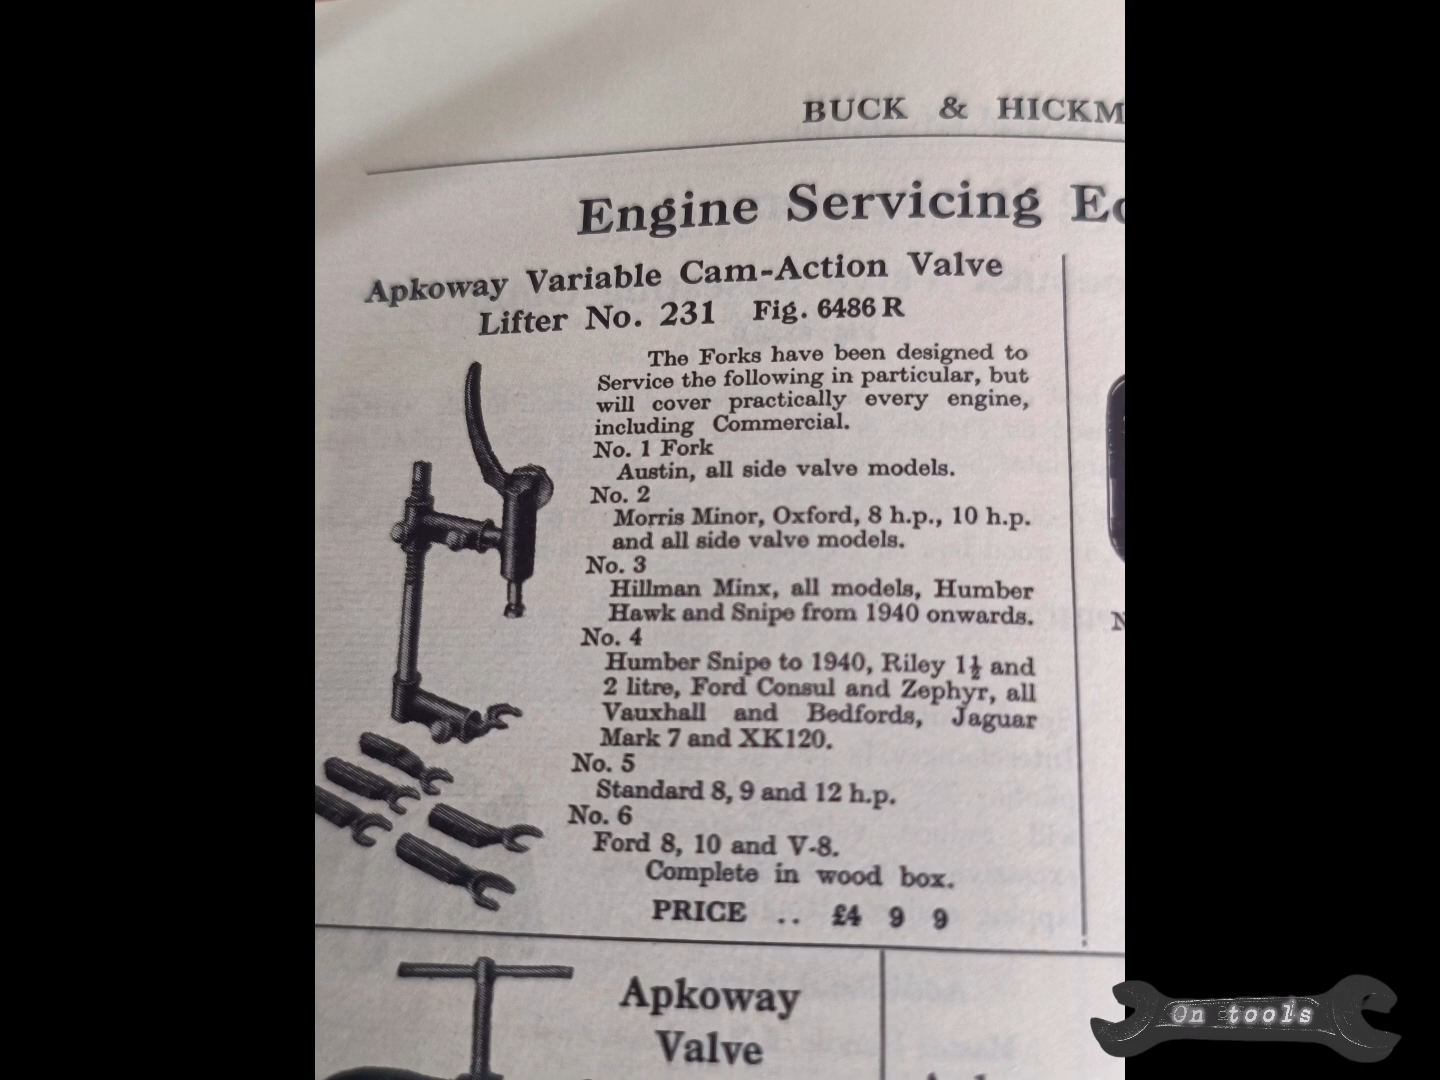 BUCK & HICKM
Engine Servicing E
Apkoway Variable Cam-Action Valve
Lifter No. 231 Fig. 6486 R
The Forks have been designed to
Service the following in particular, but
will cover practically every engine,
including Commercial.
No. 1 Fork
Austin, all side valve models.
No. 2
Morris Minor, Oxford, 8 h.p., 10 h.p.
and all side valve models.
No. 3
Hillman Minx, all models, Humber
Hawk and Snipe from 1940 onwards.
No. 4
Humber Snipe to 1940, Riley 1½ and
2 litre, Ford Consul and Zephyr, all
Vauxhall and Bedfords, Jaguar
Mark 7 and XK120.
No. 5
Standard 8, 9 and 12 h.p.
No. 6
Ford 8, 10 and V-8.
Complete in wood box.
PRICE .. £4 9 9
Apkoway
Valve
On tools